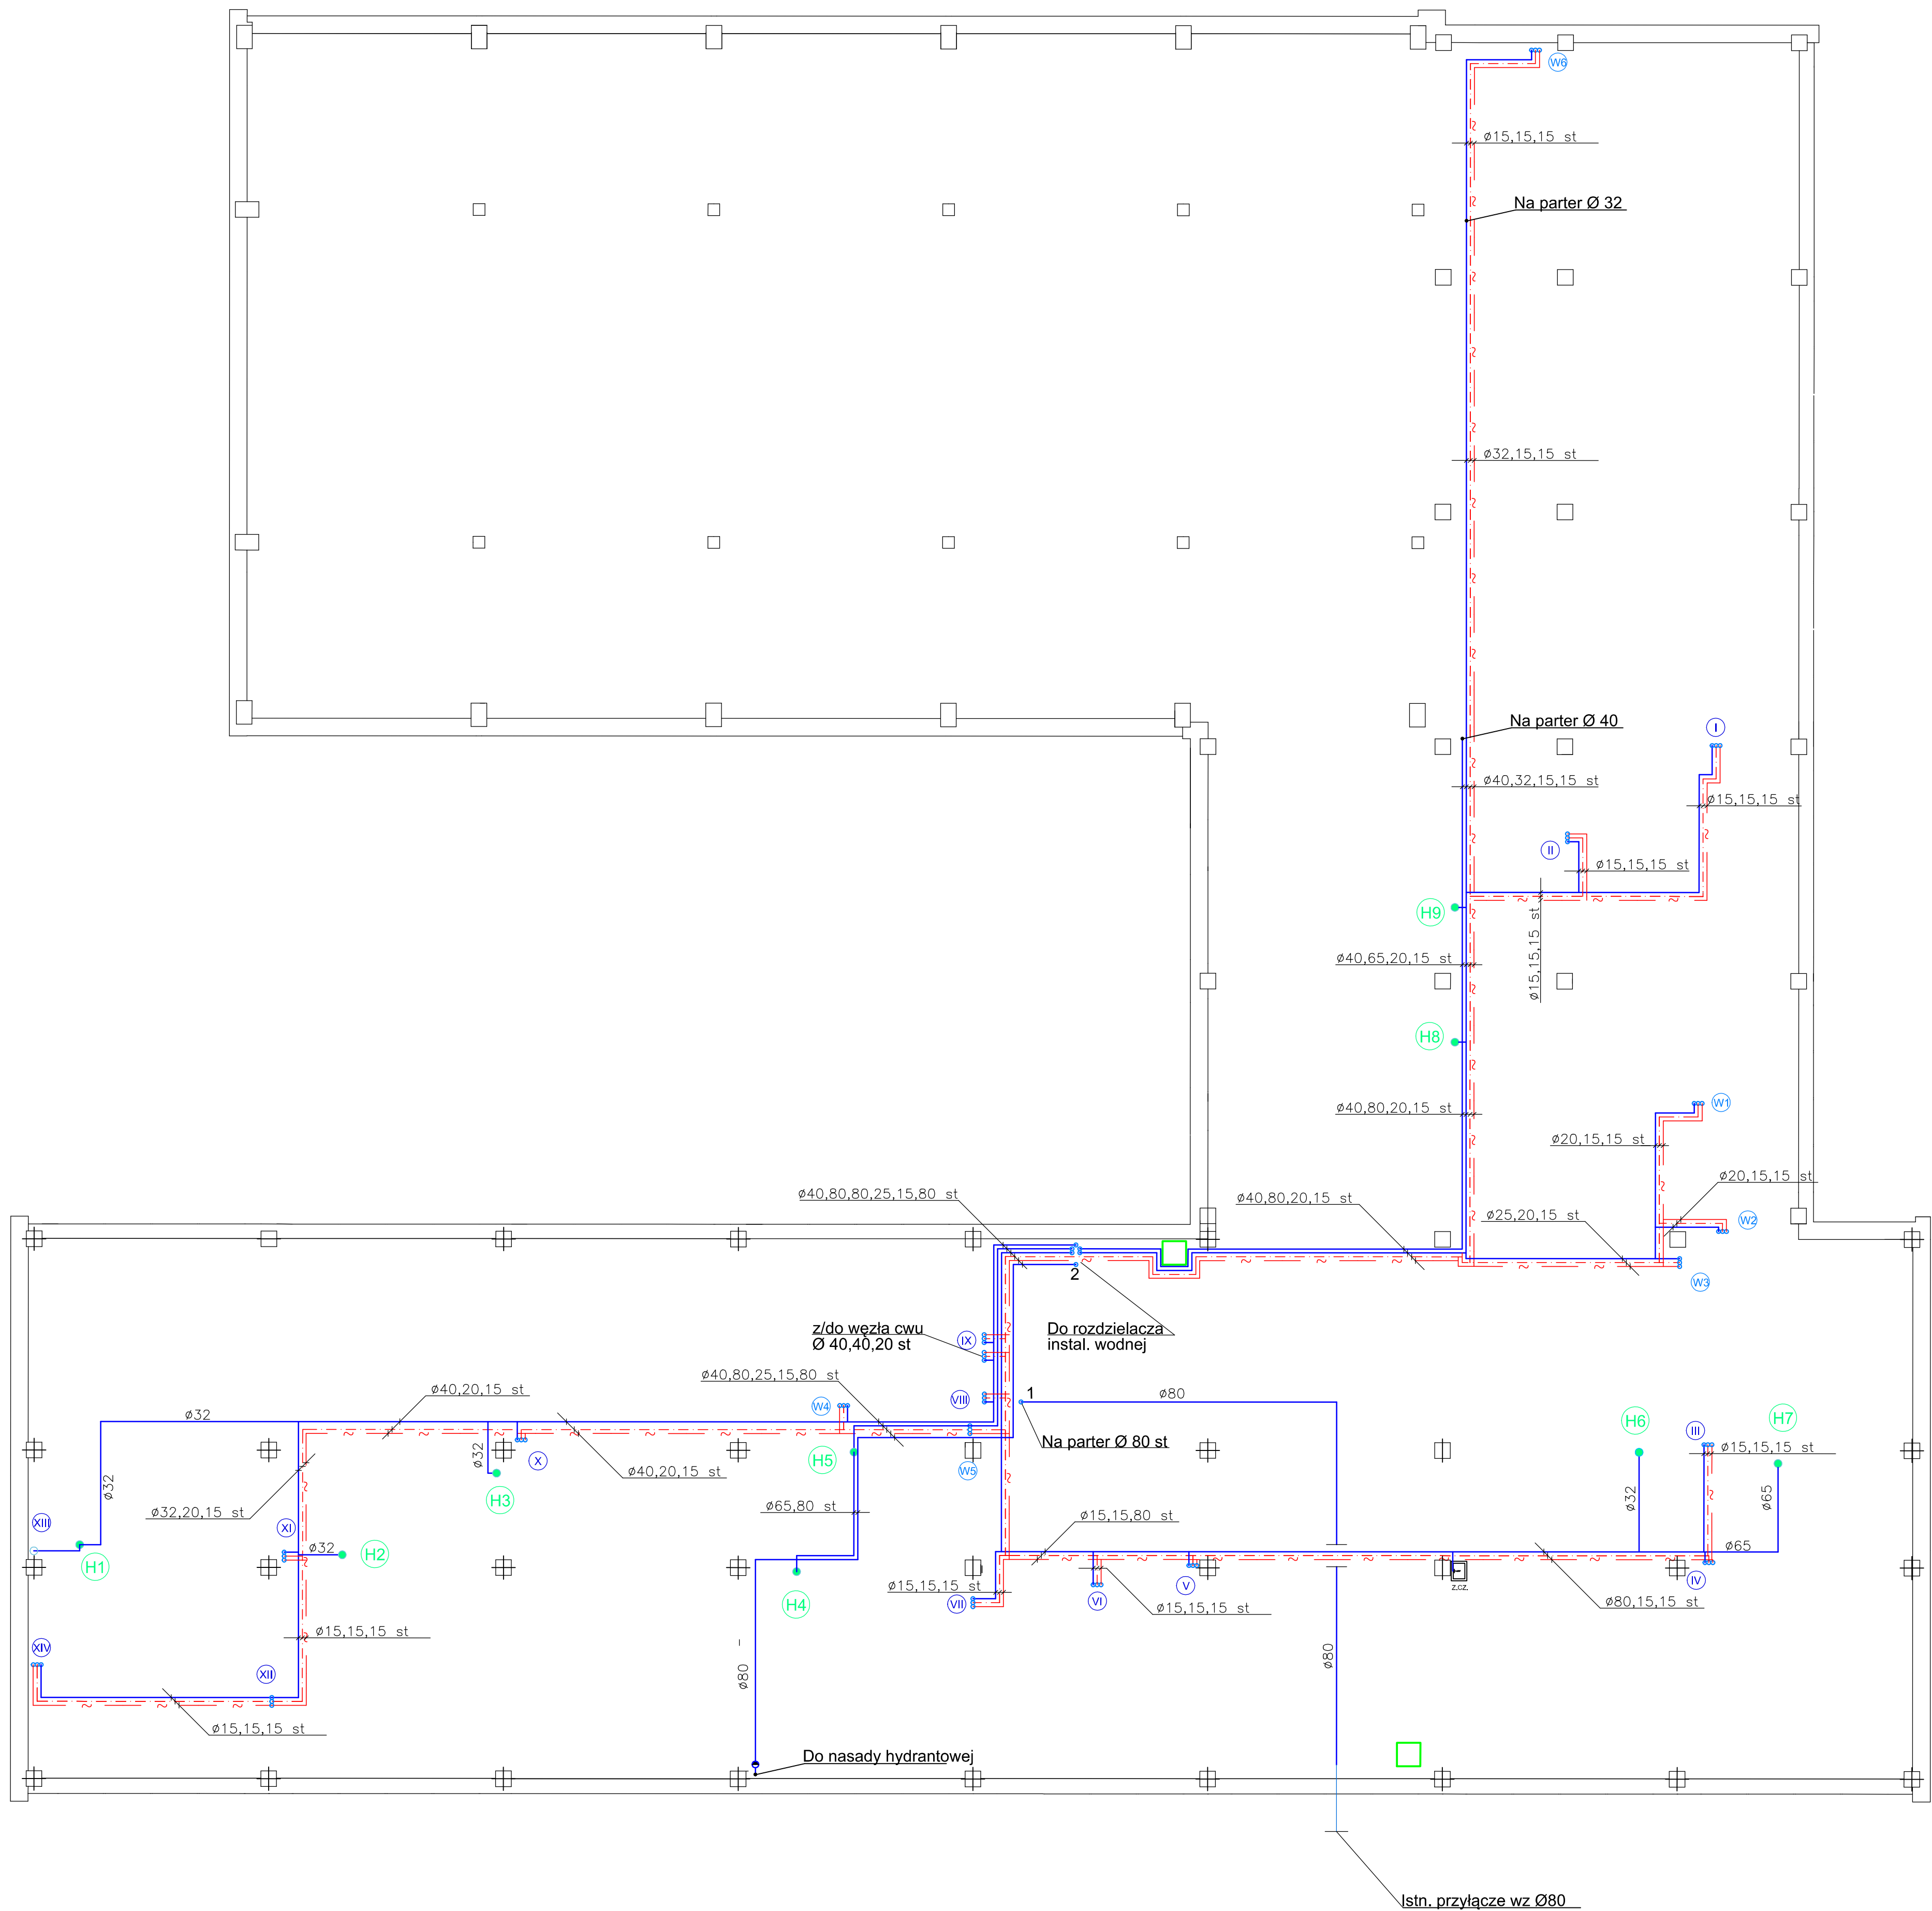 W6
ø15,15,15 st
Na parter Ø 32
ø32,15,15 st
Na parter Ø 40
I
ø40,32,15,15 st
ø15,15,15 st
II
ø15,15,15 st
H9
ø15,15,15 st
ø40,65,20,15 st
H8
ø40,80,20,15 st
W1
ø20,15,15 st
ø20,15,15 st
ø40,80,80,25,15,80 st
ø40,80,20,15 st
ø25,20,15 st
W2
2
W3
z/do węzła cwu
Ø 40,40,20 st
IX
Do rozdzielacza
instal. wodnej
ø40,80,25,15,80 st
ø40,20,15 st
VIII
1
ø80
W4
ø32
H6
H7
III
Na parter Ø 80 st
ø15,15,15 st
H5
X
ø32
W5
ø40,20,15 st
ø32
H3
ø32
ø65
ø32,20,15 st
ø65,80 st
ø15,15,80 st
XIII
XI
ø32
H2
H1
ø65
z.cz.
IV
V
ø15,15,15 st
H4
VII
VI
ø15,15,15 st
ø80,15,15 st
ø15,15,15 st
XIV
XII
ø80
ø80
ø15,15,15 st
Do nasady hydrantowej
Istn. przyłącze wz Ø80